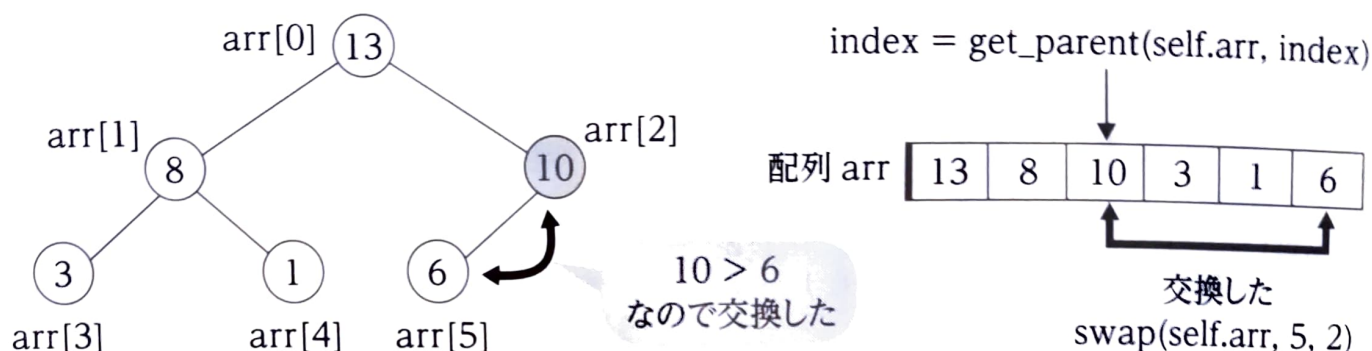 arr[0]
13
arr[1]
8
arr[2]
10
3
1
6
arr[3]
arr[4]
arr[5]
10 > 6
なので交換した
index = get_parent(self.arr, index)
配列 arr
13 8 10 3 1 6
交換した
swap(self.arr, 5, 2)